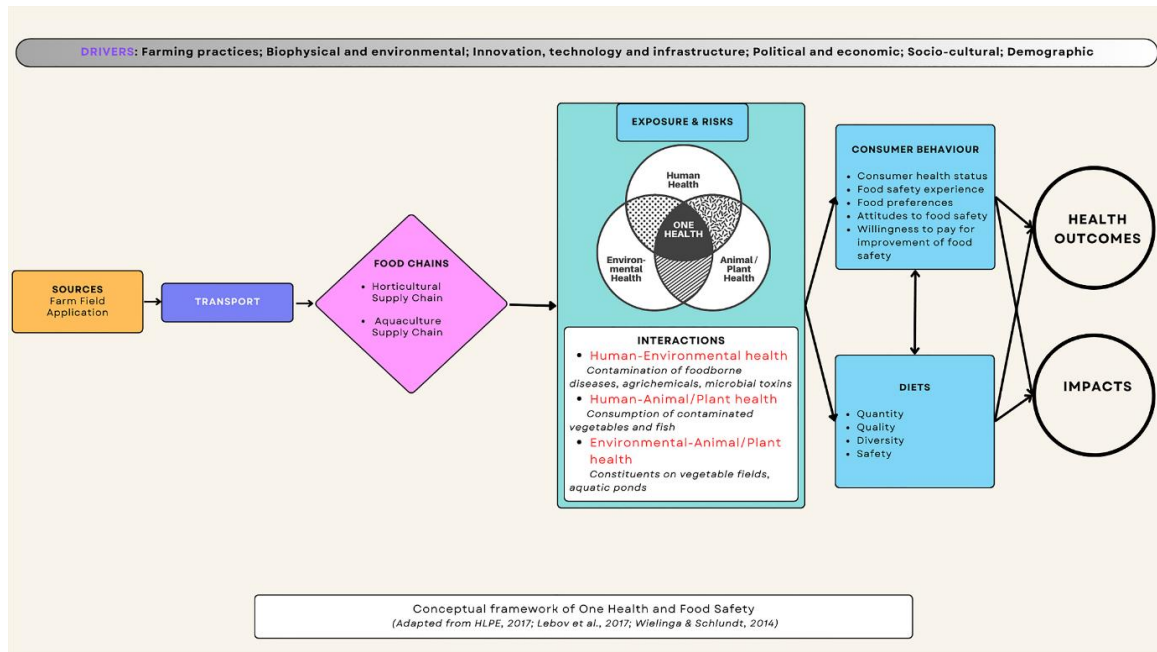 DRIVERS: Farming practices; Biophysical and environmental; Innovation, technology and infrastructure; Political and economic; Socio-cultural; Demographic
SOURCES
Farm Field
Application
TRANSPORT
FOOD CHAINS
• Horticultural
Supply Chain
• Aquaculture
Supply Chain
EXPOSURE & RISKS
Human
Health
ONE
HEALTH
Environ-
mental
Health
Animal /
Plant
Health
INTERACTIONS
• Human-Environmental health
Contamination of foodborne
diseases, agrichemicals, microbial toxins
• Human-Animal/Plant health
Consumption of contaminated
vegetables and fish
• Environmental-Animal/Plant
health
Constituents on vegetable fields,
aquatic ponds
CONSUMER BEHAVIOUR
• Consumer health status
• Food safety experience
• Food preferences
• Attitudes to food safety
• Willingness to pay for
improvement of food
safety
DIETS
• Quantity
• Quality
• Diversity
• Safety
HEALTH
OUTCOMES
IMPACTS
Conceptual framework of One Health and Food Safety
(Adapted from HLPE, 2017; Lebov et al., 2017; Wielinga & Schlundt, 2014)